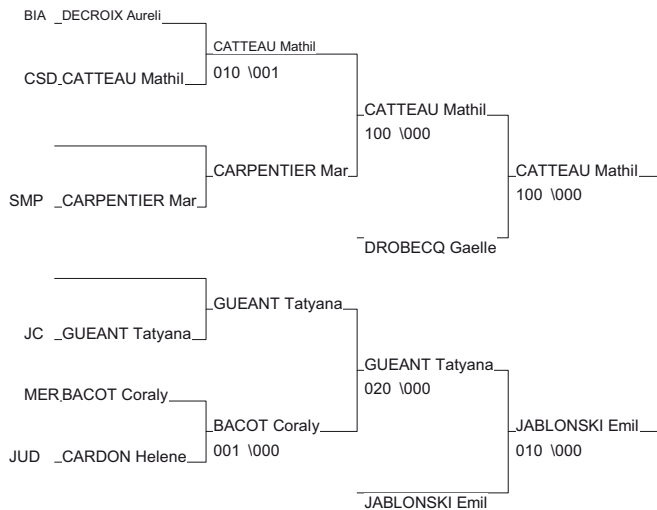 BIA DECROIX Aureli
CATTEAU Mathil
CSD CATTEAU Mathil
010 \001
CATTEAU Mathil
100 \000
CARPENTIER Mar
CATTEAU Mathil
SMP CARPENTIER Mar
100 \000
DROBECQ Gaelle
GUEANT Tatyana
JC GUEANT Tatyana
GUEANT Tatyana
020 \000
MER BACOT Coraly
BACOT Coraly
JABLONSKI Emil
001 \000
010 \000
JUD CARDON Helene
JABLONSKI Emil